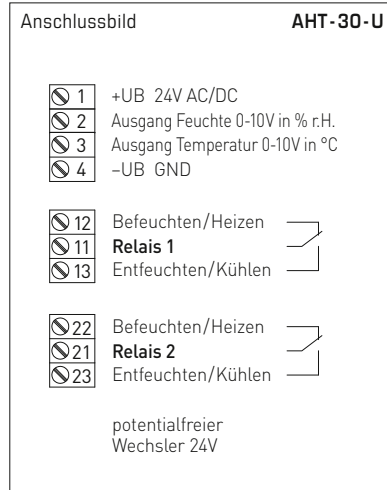 Anschlussbild AHT-30-U
1 +UB 24V AC/DC
2 Ausgang Feuchte 0-10V in % r.H.
3 Ausgang Temperatur 0-10V in °C
4 –UB GND
12 Befeuchten/Heizen
11 Relais 1
13 Entfeuchten/Kühlen
22 Befeuchten/Heizen
21 Relais 2
23 Entfeuchten/Kühlen
potentialfreier
Wechsler 24V